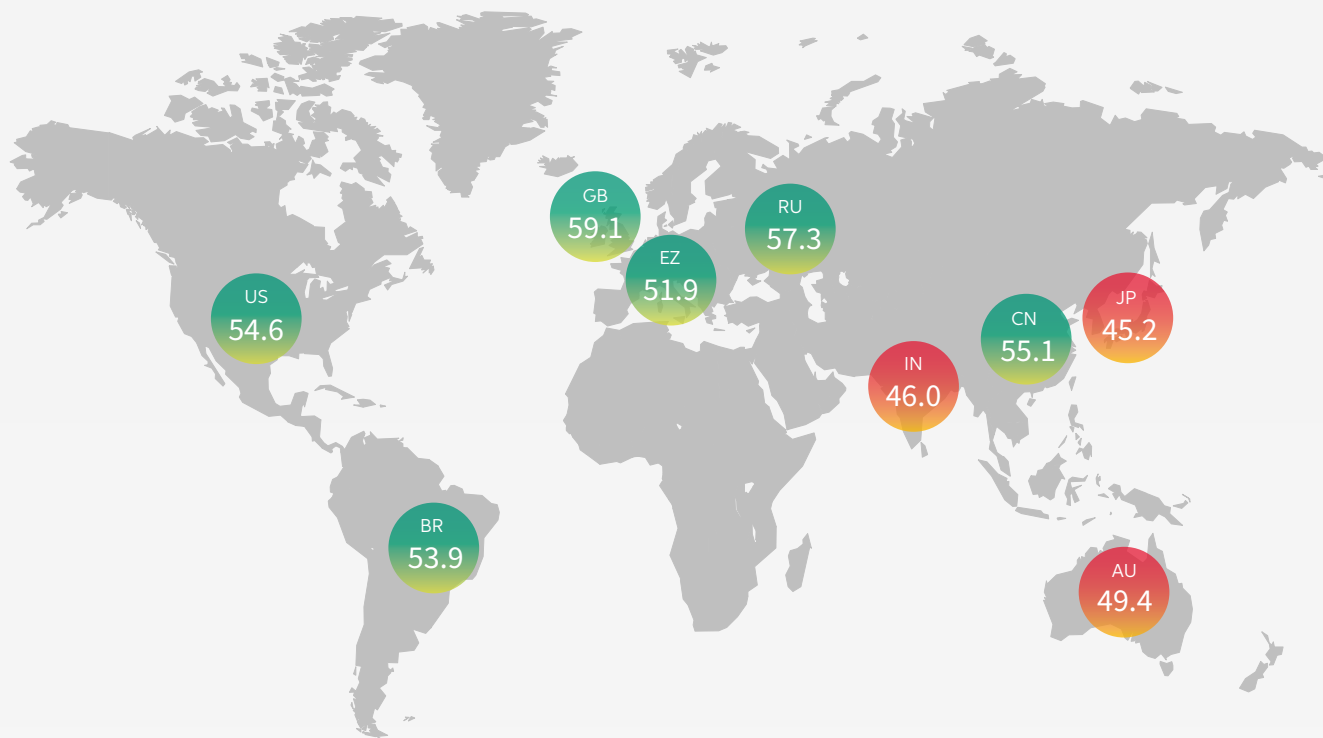 GB
59.1
RU
57.3
EZ
51.9
US
54.6
JP
45.2
CN
55.1
IN
46.0
BR
53.9
AU
49.4